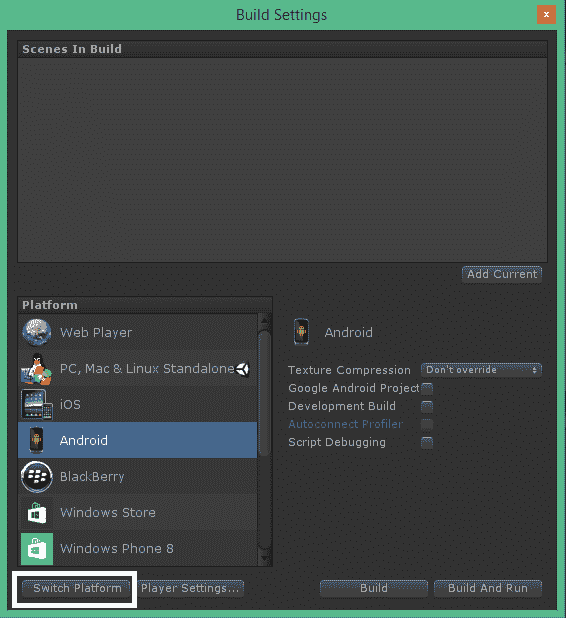 Build Settings
x
Scenes In Build
Add Current
Platform
Web Player
PC, Mac & Linux Standalone
iOS
Android
BlackBerry
Windows Store
Windows Phone 8
Android
Texture Compression Don't override
Google Android Project
Development Build
Autoconnect Profiler
Script Debugging
Switch Platform Player Settings... Build Build And Run